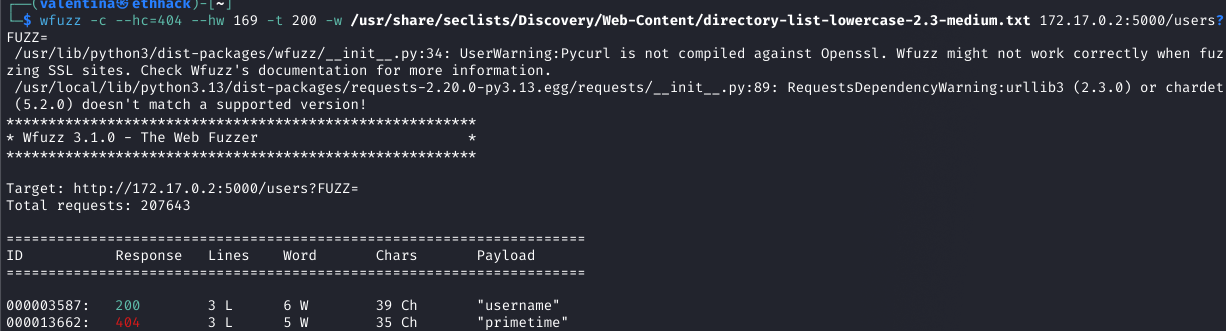 (valentina㉿ethhack)-[~]
$ wfuzz -c --hc=404 --hw 169 -t 200 -w /usr/share/seclists/Discovery/Web-Content/directory-list-lowercase-2.3-medium.txt 172.17.0.2:5000/users?
FUZZ=
/usr/lib/python3/dist-packages/wfuzz/__init__.py:34: UserWarning:Pycurl is not compiled against Openssl. Wfuzz might not work correctly when fuz
zing SSL sites. Check Wfuzz's documentation for more information.
/usr/local/lib/python3.13/dist-packages/requests-2.20.0-py3.13.egg/requests/__init__.py:89: RequestsDependencyWarning:urllib3 (2.3.0) or chardet
(5.2.0) doesn't match a supported version!
********************************************************
* Wfuzz 3.1.0 - The Web Fuzzer                         *
********************************************************
Target: http://172.17.0.2:5000/users?FUZZ=
Total requests: 207643
=====================================================================
ID           Response   Lines    Word       Chars       Payload
=====================================================================
000003587:   200        3 L      6 W        39 Ch       "username"
000013662:   404        3 L      5 W        35 Ch       "primetime"